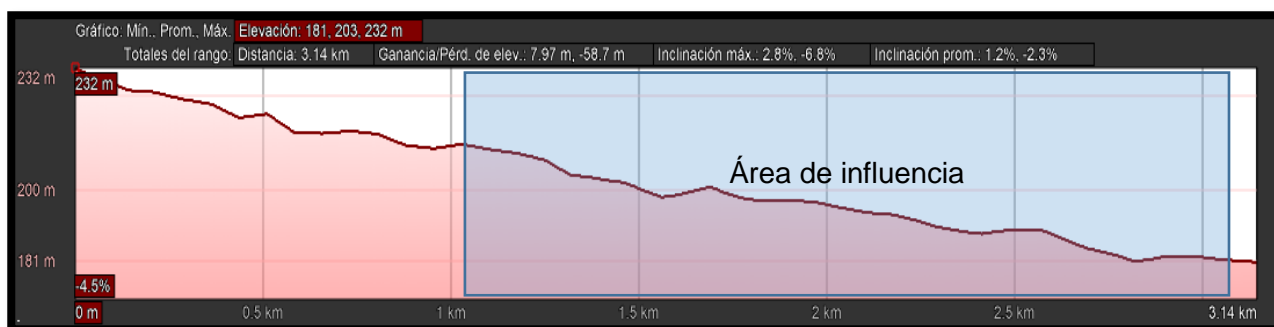 Gráfico: Mín., Prom., Máx. Elevación: 181, 203, 232 m
Totales del rango: Distancia: 3.14 km Ganancia/Pérd. de elev.: 7.97 m, -58.7 m Inclinación máx.: 2.8%, -6.8% Inclinación prom.: 1.2%, -2.3%
232 m
232 m
Área de influencia
200 m
181 m
-4.5%
0 m 0.5 km 1 km 1.5 km 2 km 2.5 km 3.14 km